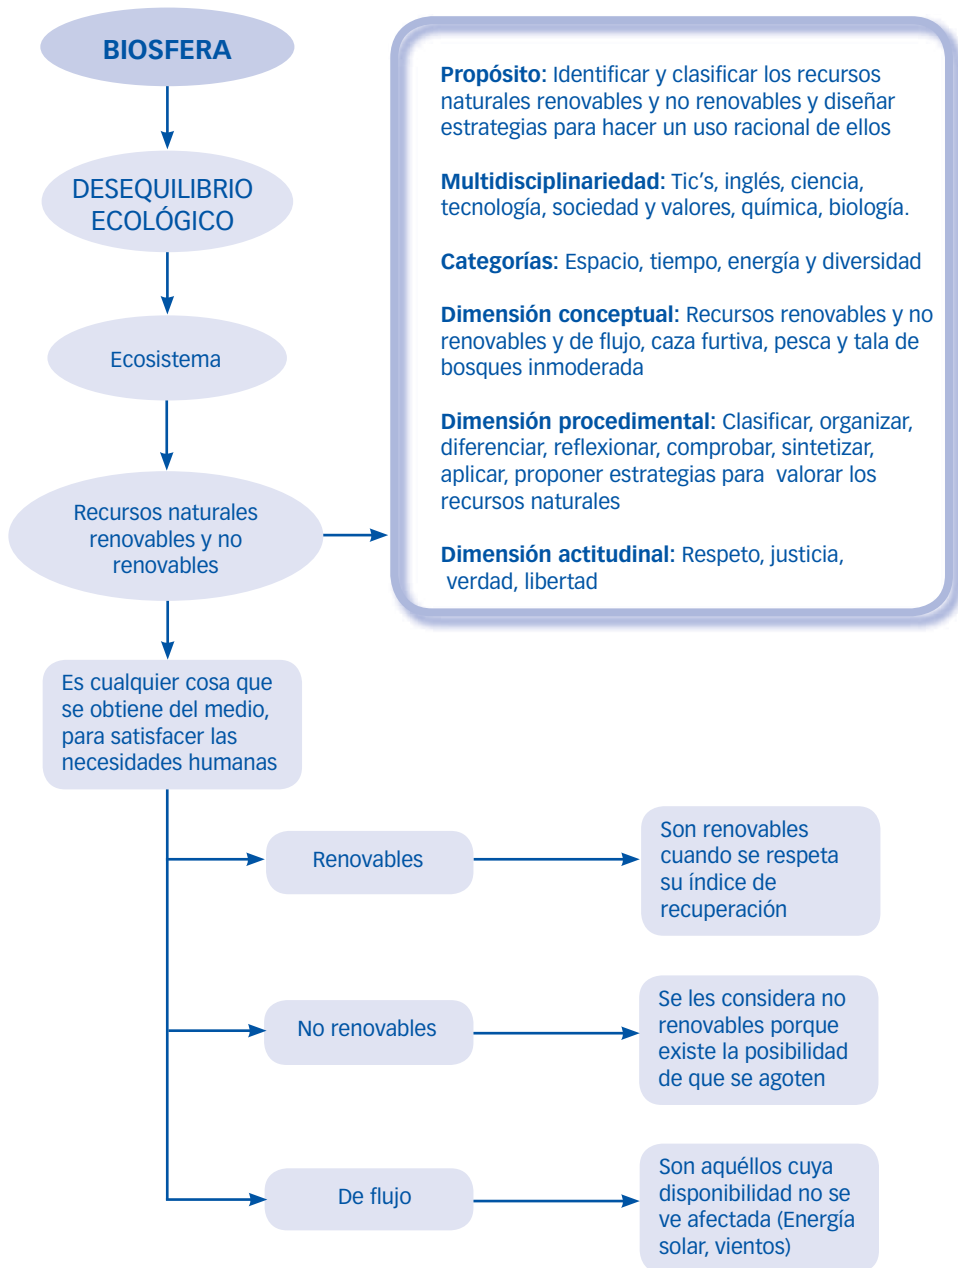 BIOSFERA
DESEQUILIBRIO
ECOLÓGICO
Ecosistema
Recursos naturales
renovables y no
renovables
Propósito: Identificar y clasificar los recursos
naturales renovables y no renovables y diseñar
estrategias para hacer un uso racional de ellos
Multidisciplinariedad: Tic's, inglés, ciencia,
tecnología, sociedad y valores, química, biología.
Categorías: Espacio, tiempo, energía y diversidad
Dimensión conceptual: Recursos renovables y no
renovables y de flujo, caza furtiva, pesca y tala de
bosques inmoderada
Dimensión procedimental: Clasificar, organizar,
diferenciar, reflexionar, comprobar, sintetizar,
aplicar, proponer estrategias para valorar los
recursos naturales
Dimensión actitudinal: Respeto, justicia,
verdad, libertad
Es cualquier cosa que
se obtiene del medio,
para satisfacer las
necesidades humanas
Renovables
Son renovables
cuando se respeta
su índice de
recuperación
No renovables
Se les considera no
renovables porque
existe la posibilidad
de que se agoten
De flujo
Son aquéllos cuya
disponibilidad no se
ve afectada (Energía
solar, vientos)